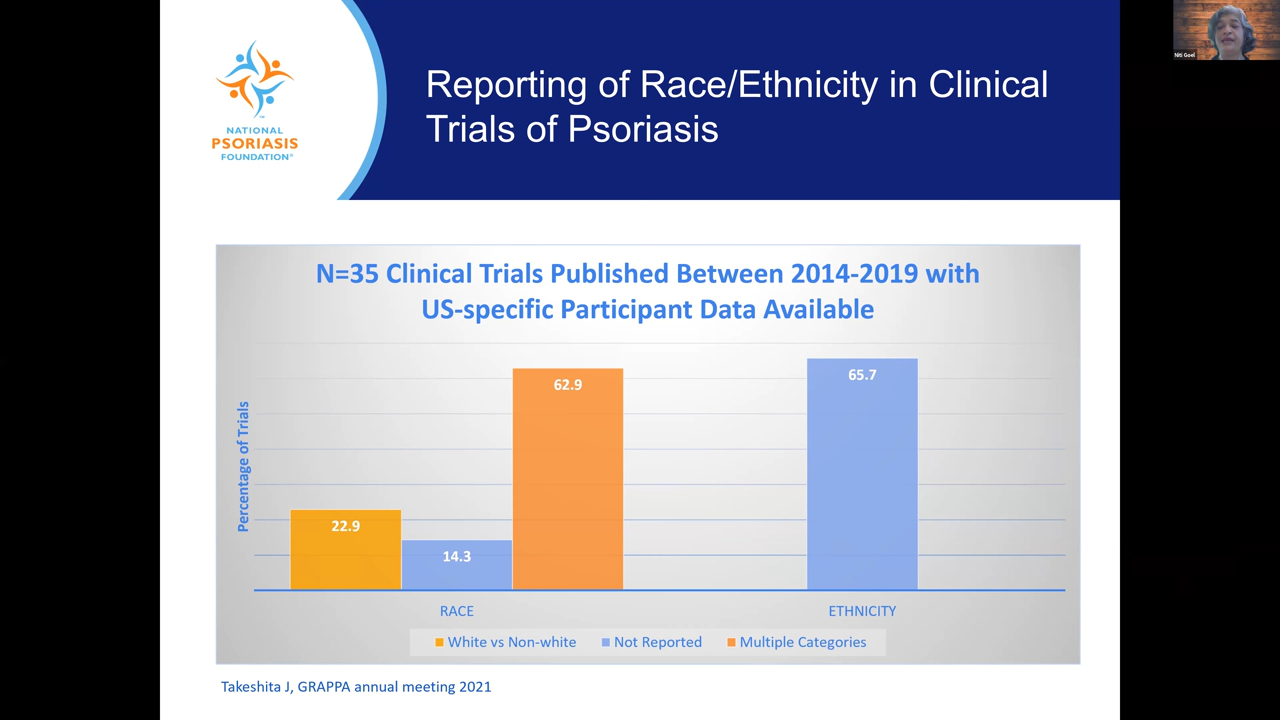 NATIONAL
PSORIASIS
FOUNDATION®
Reporting of Race/Ethnicity in Clinical
Trials of Psoriasis
Niti Goel
N=35 Clinical Trials Published Between 2014-2019 with
US-specific Participant Data Available
Percentage of Trials
22.9
14.3
62.9
65.7
RACE
ETHNICITY
White vs Non-white
Not Reported
Multiple Categories
Takeshita J, GRAPPA annual meeting 2021